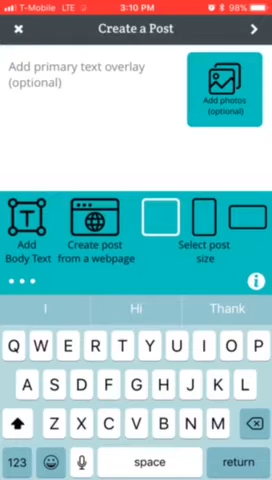 T-Mobile LTE 3:10 PM 98%
Create a Post
Add primary text overlay
(optional)
Add photos
(optional)
T
Add
Body Text
Create post
from a webpage
Select post
size
I Hi Thank
Q W E R T Y U I O P
A S D F G H J K L
Z X C V B N M
123 space return